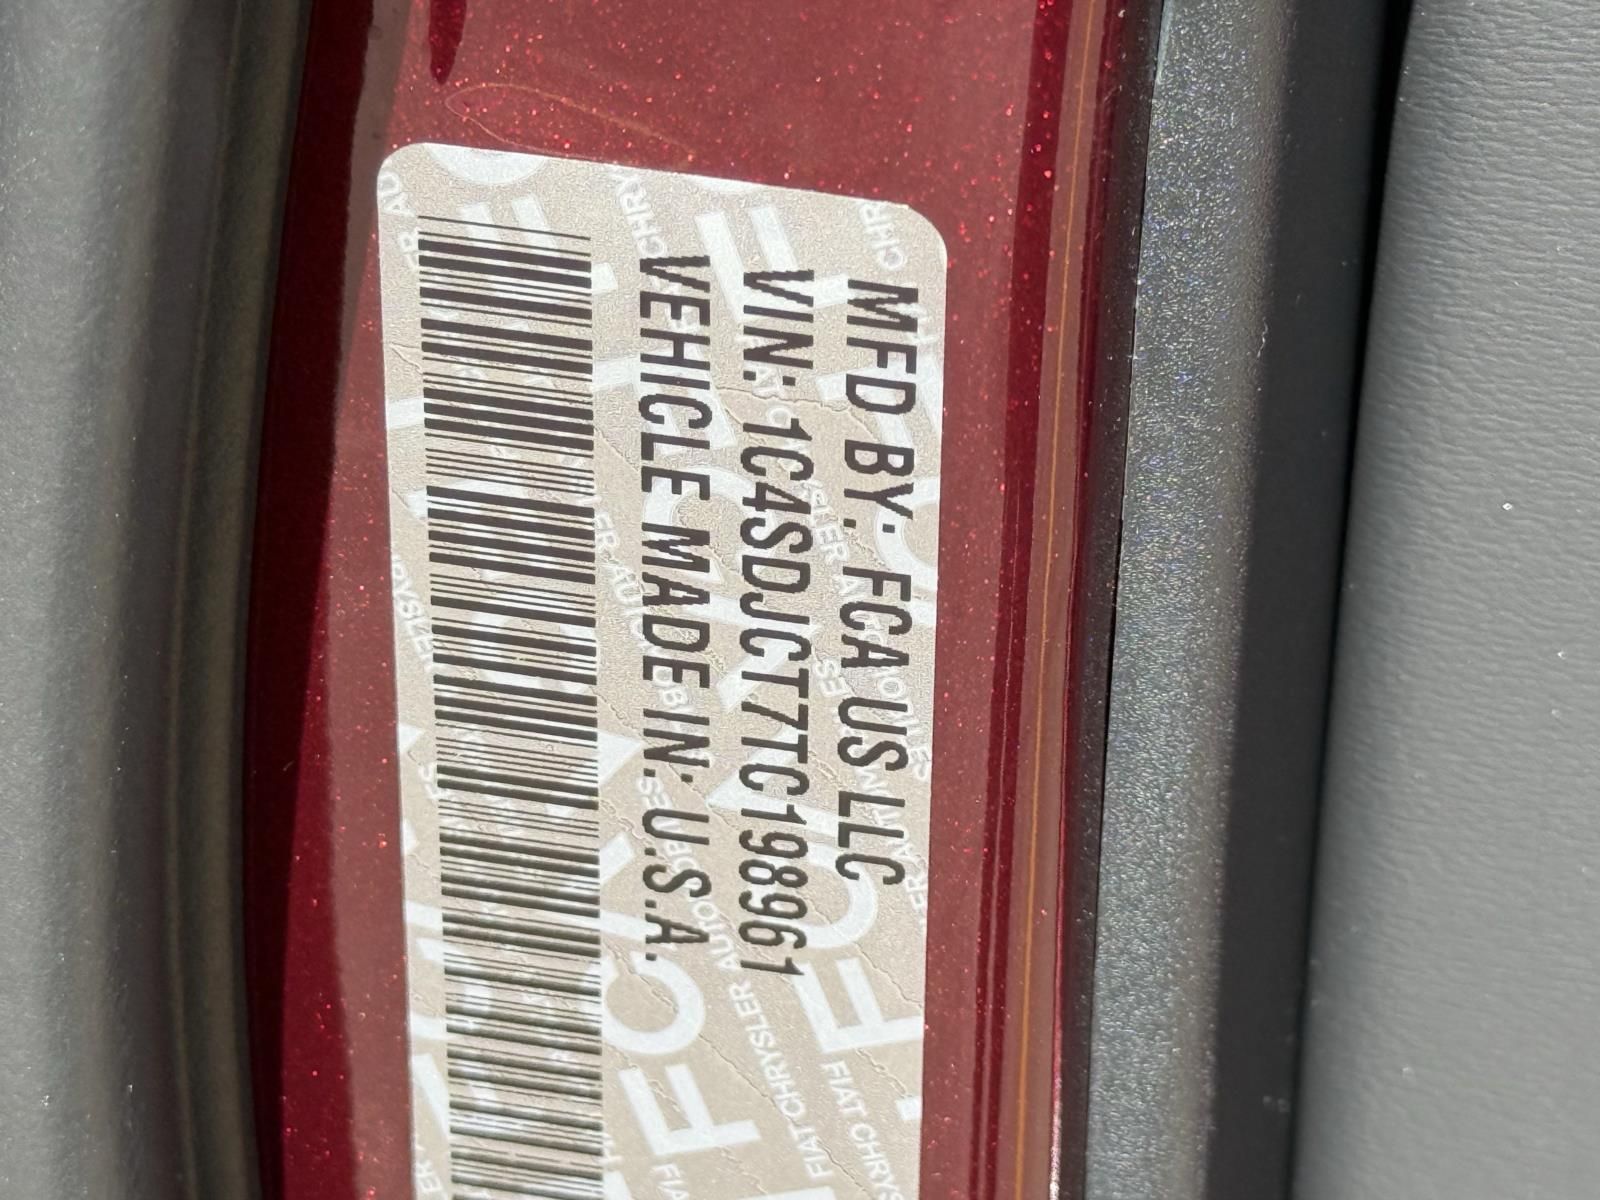 MFD BY: FCA US LLC
VIN: 1C4SDJCT7TC198961
VEHICLE MADE IN: U.S.A.